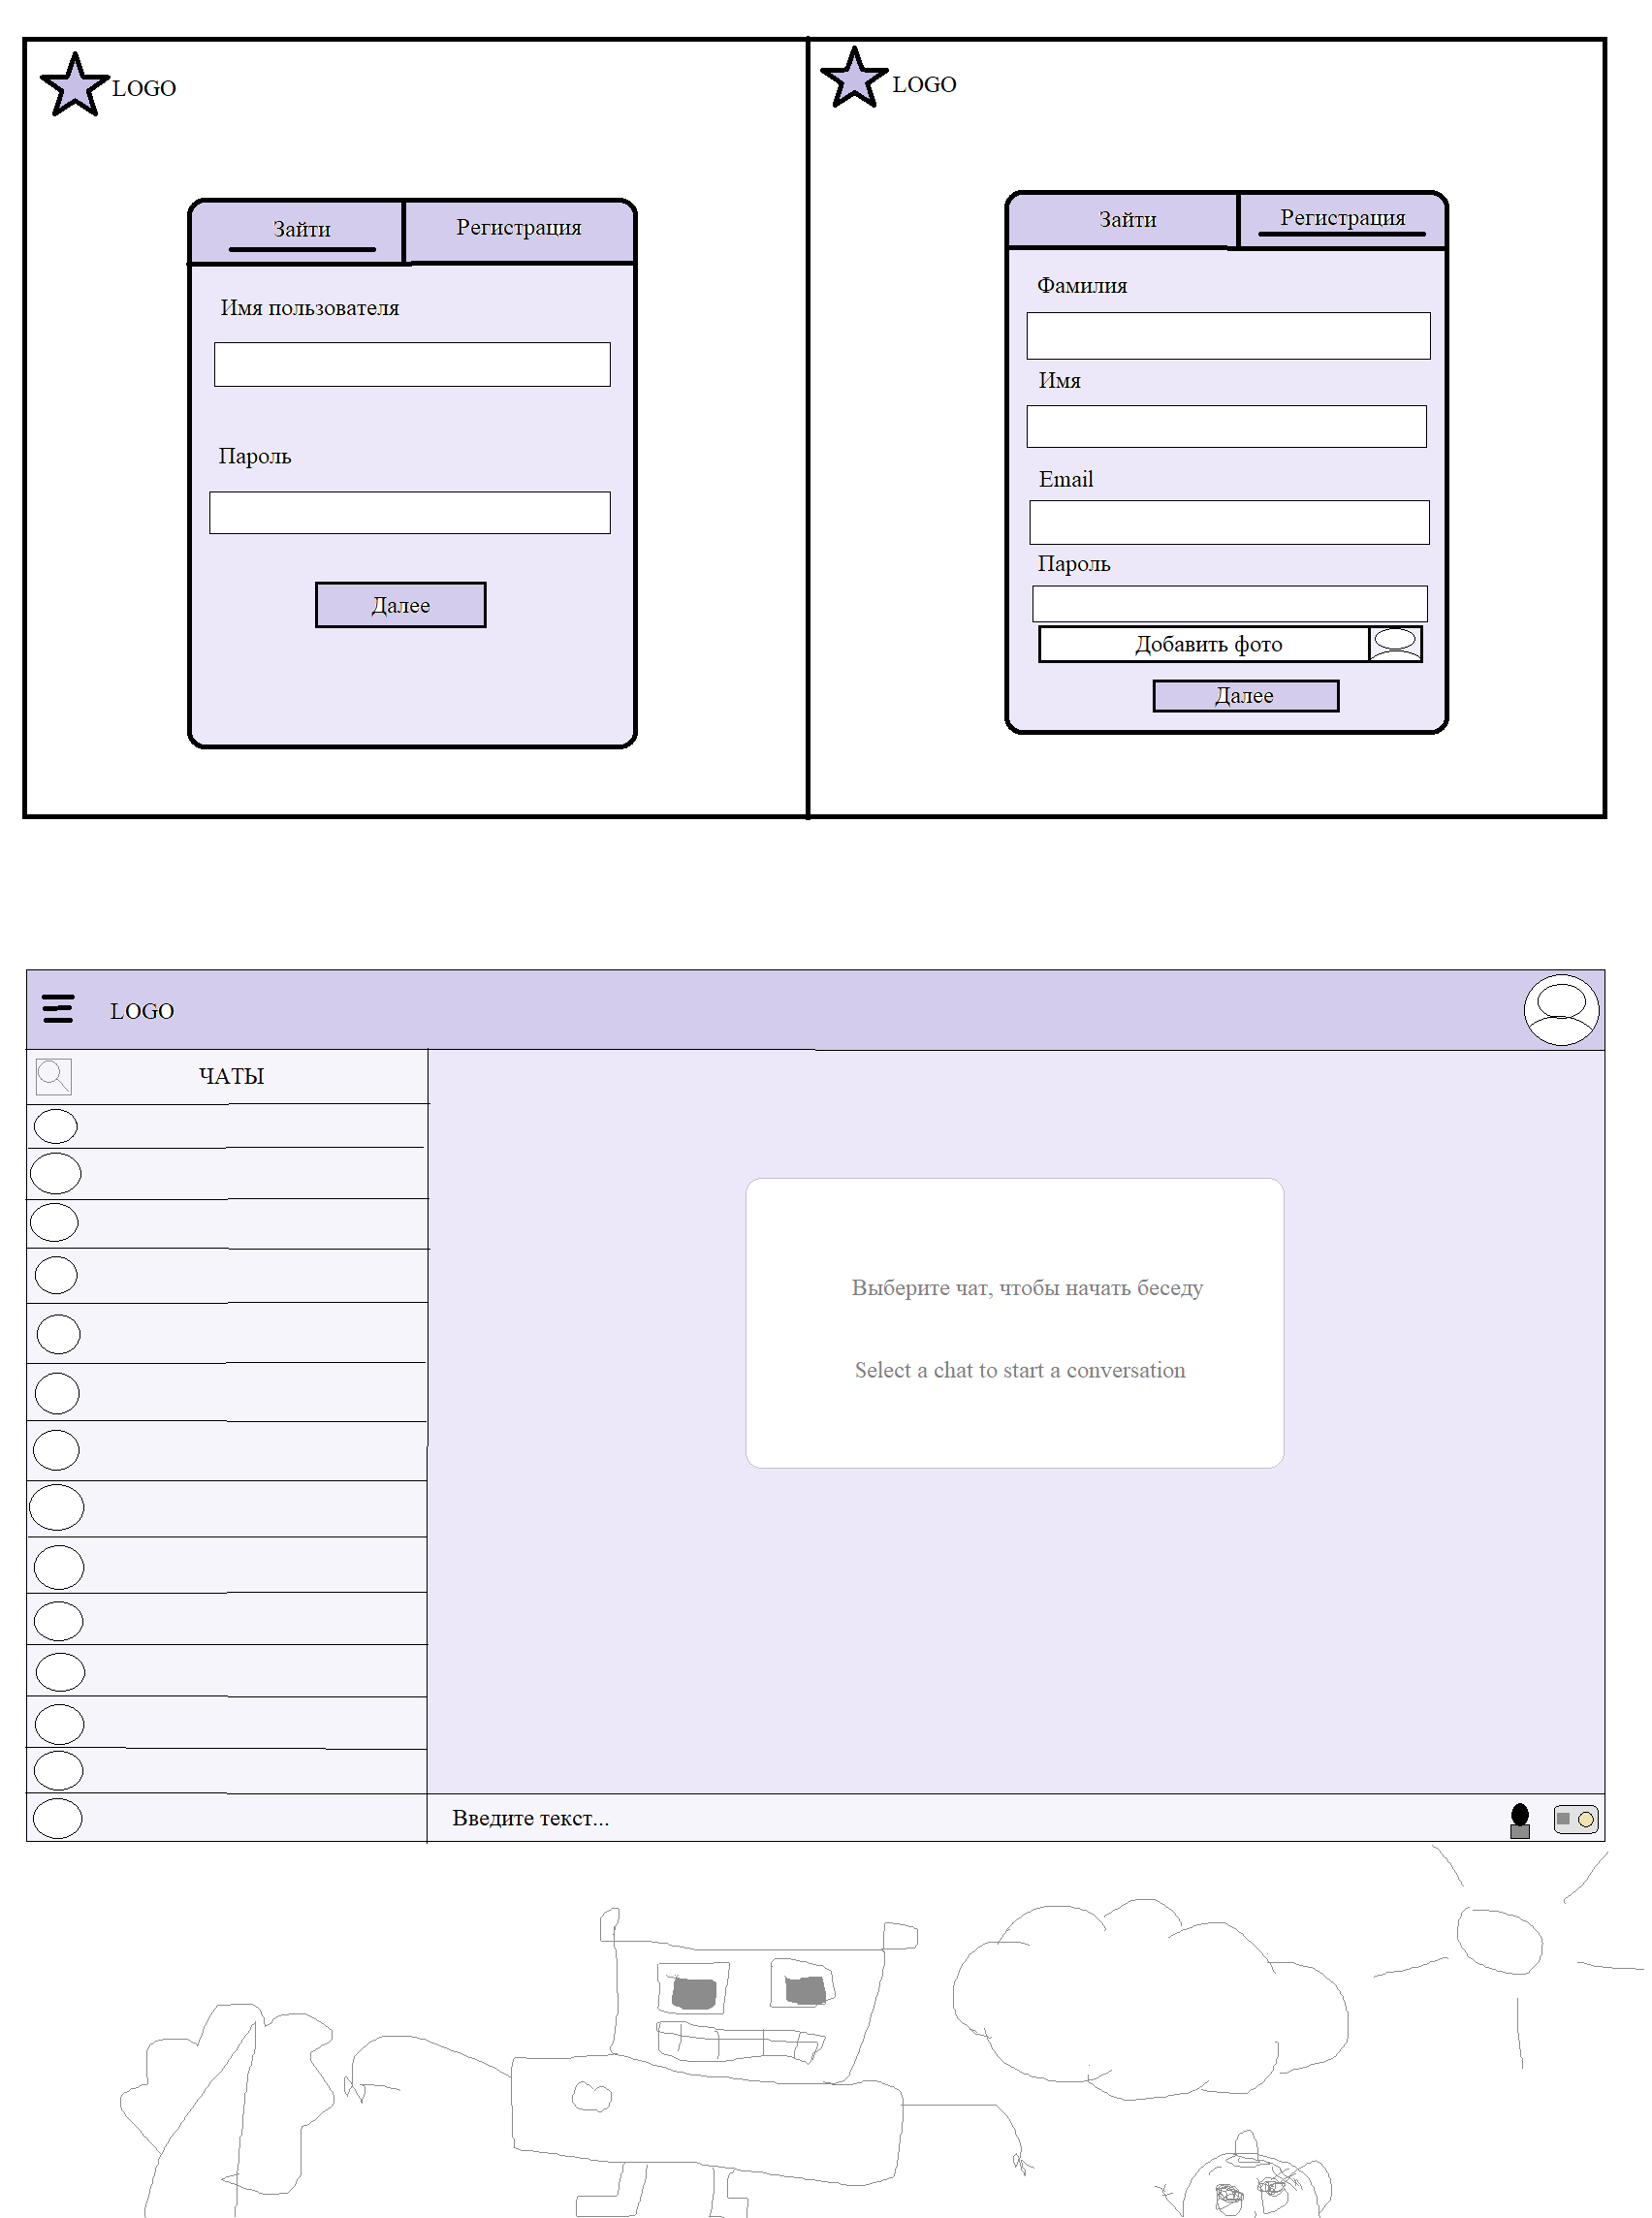 LOGO
Зайти
Регистрация
Имя пользователя
Пароль
Далее
LOGO
Зайти
Регистрация
Фамилия
Имя
Email
Пароль
Добавить фото
Далее
LOGO
ЧАТЫ
Выберите чат, чтобы начать беседу
Select a chat to start a conversation
Введите текст...